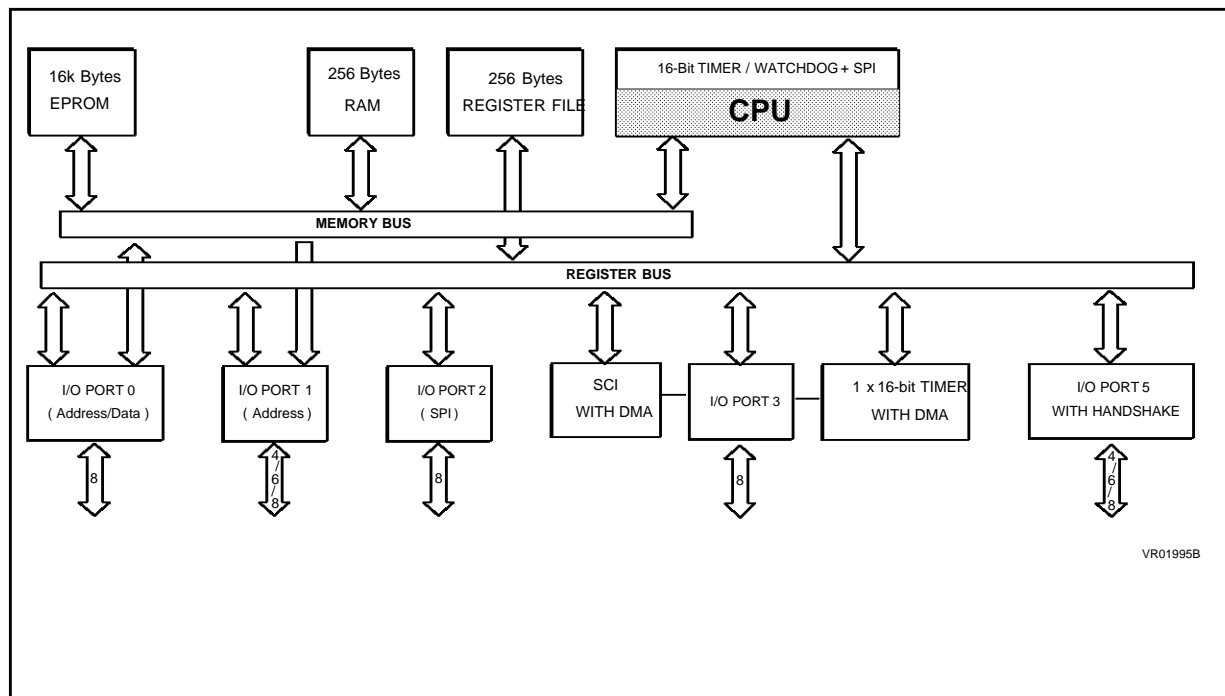 16k Bytes
EPROM
256 Bytes
RAM
256 Bytes
REGISTER FILE
16-Bit TIMER / WATCHDOG + SPI
CPU
MEMORY BUS
REGISTER BUS
I/O PORT 0
( Address/Data )
I/O PORT 1
( Address )
I/O PORT 2
( SPI )
SCI
WITH DMA
I/O PORT 3
1 x 16-bit TIMER
WITH DMA
I/O PORT 5
WITH HANDSHAKE
8
4/6/8
8
8
4/6/8
VR01995B